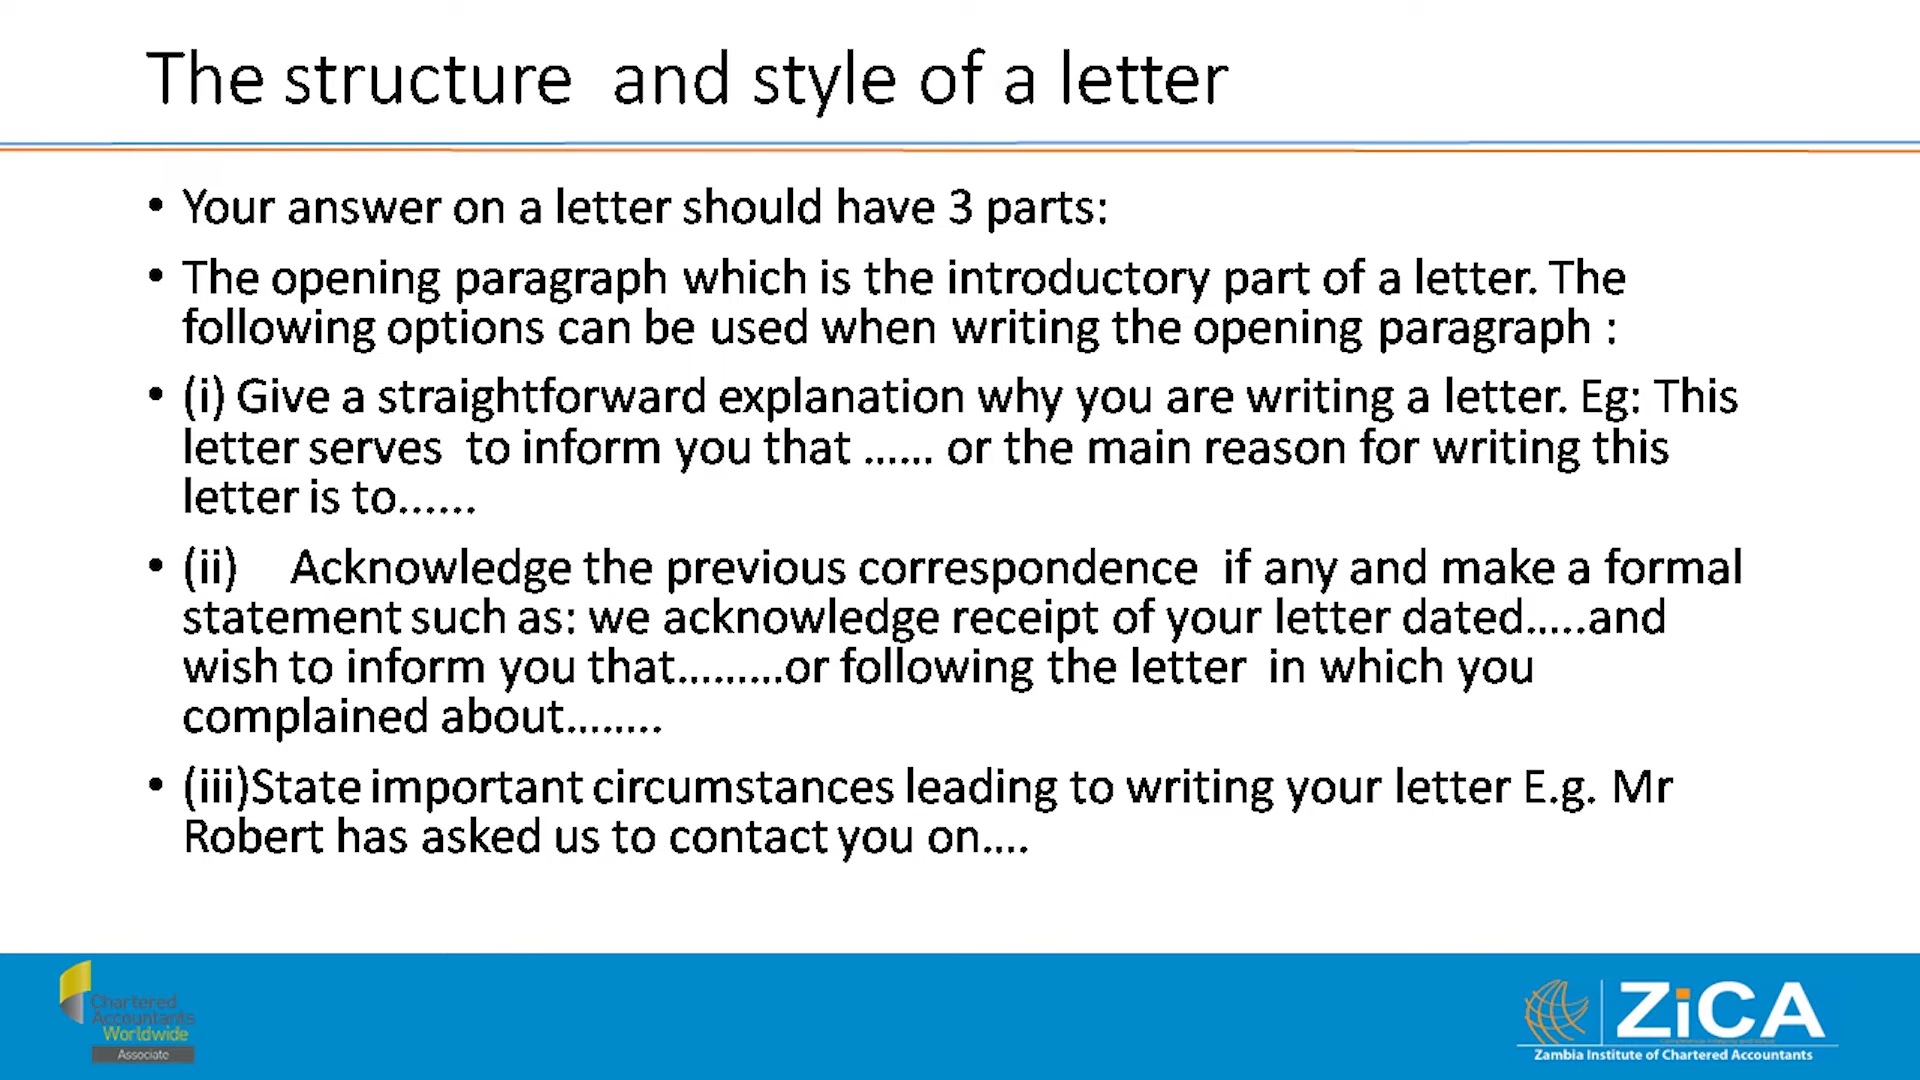 The structure  and style of a letter
• Your answer on a letter should have 3 parts:
• The opening paragraph which is the introductory part of a letter. The
following options can be used when writing the opening paragraph :
• (i) Give a straightforward explanation why you are writing a letter. Eg: This
letter serves  to inform you that ...... or the main reason for writing this
letter is to......
• (ii)    Acknowledge the previous correspondence  if any and make a formal
statement such as: we acknowledge receipt of your letter dated.....and
wish to inform you that.........or following the letter  in which you
complained about........
• (iii)State important circumstances leading to writing your letter E.g. Mr
Robert has asked us to contact you on....
Chartered
Accountants
Worldwide
Associate
ZiCA
Zambia Institute of Chartered Accountants